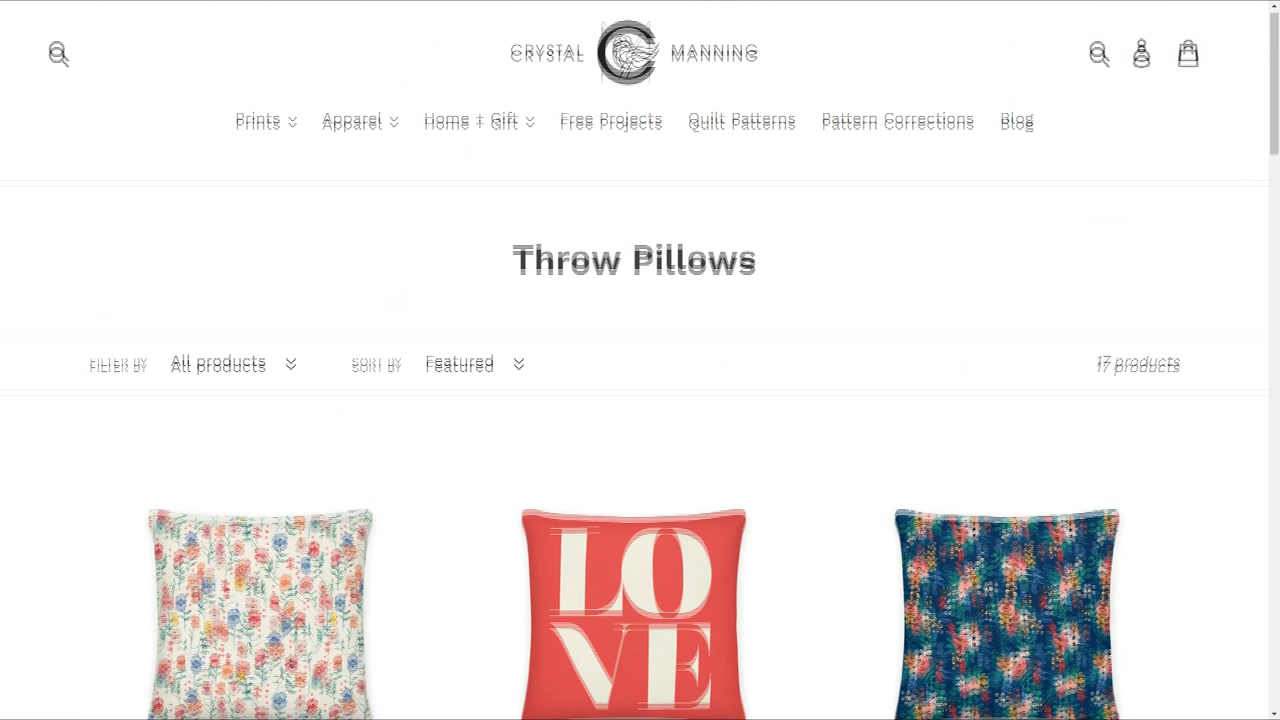 CRYSTAL MANNING
Prints Apparel Home + Gift Free Projects Quilt Patterns Pattern Corrections Blog
Throw Pillows
FILTER BY All products SORT BY Featured 17 products
LO
VE